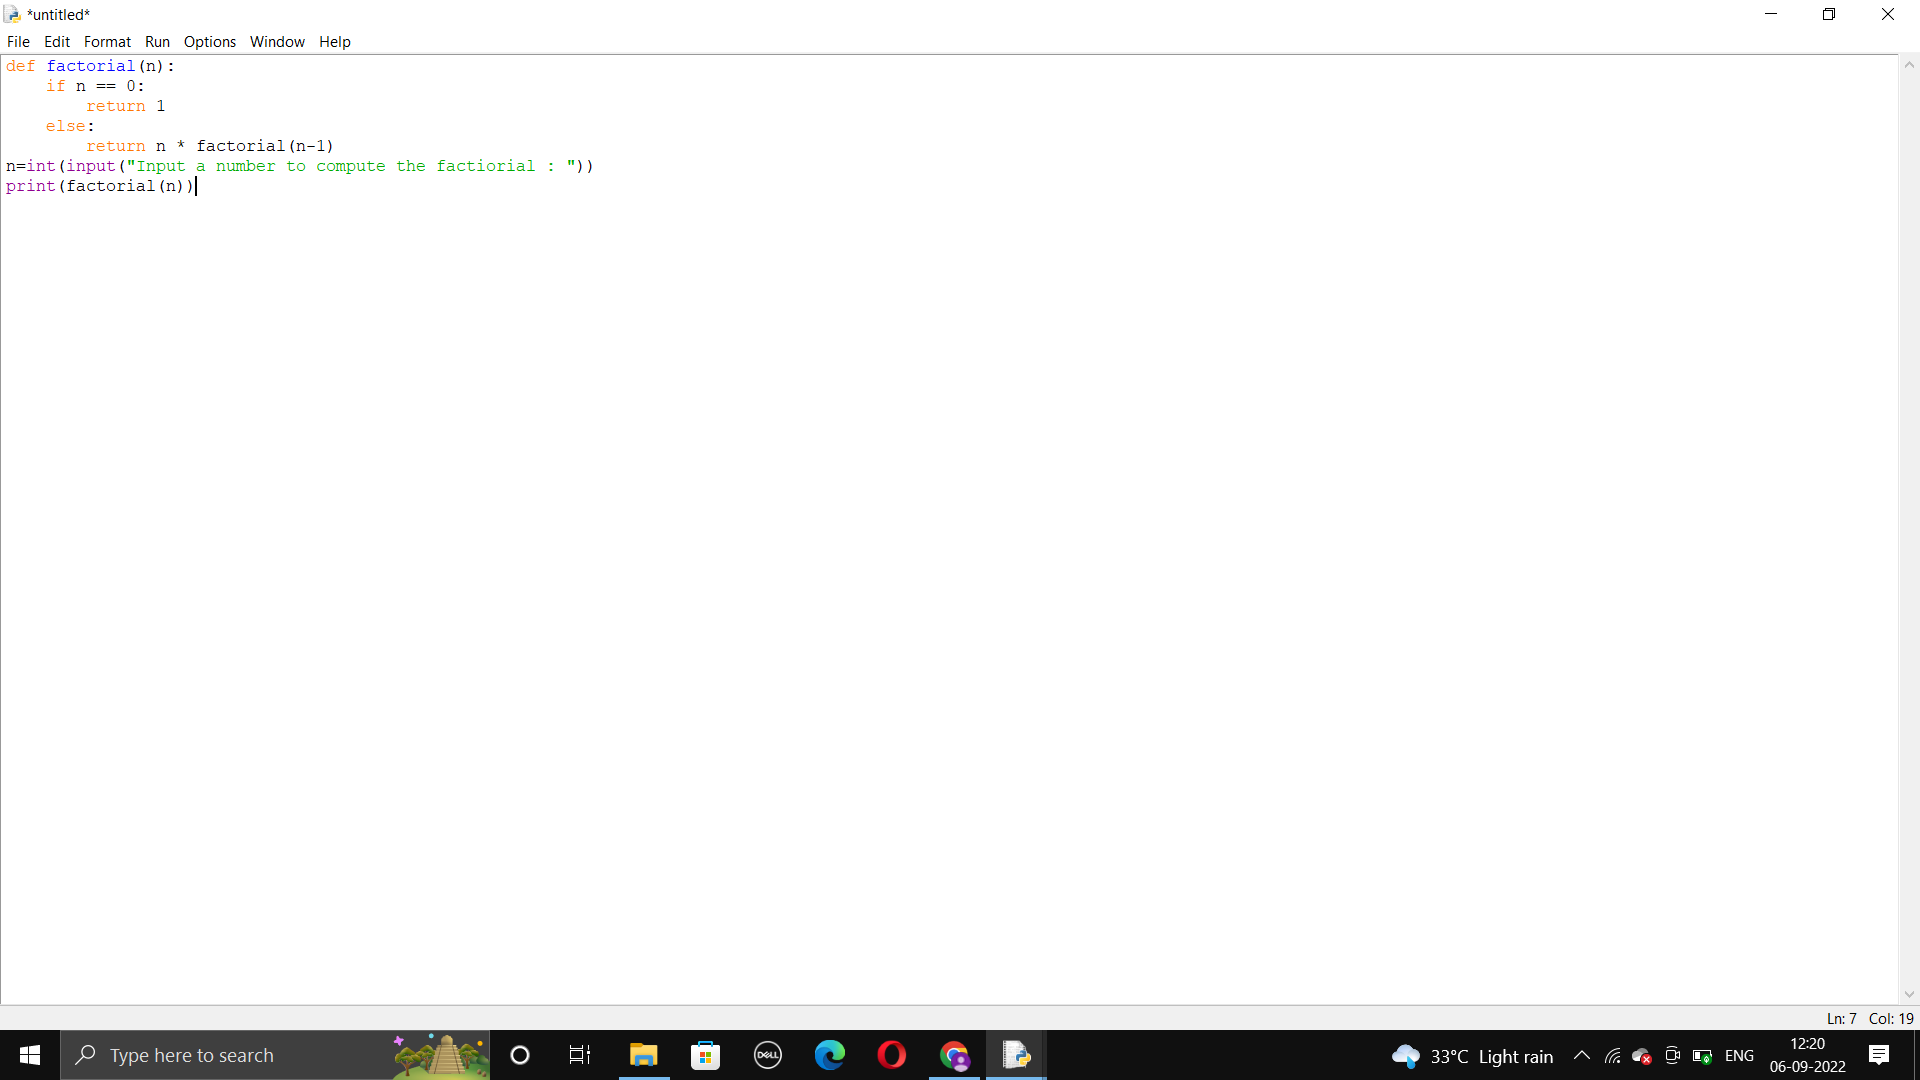 *untitled*
File Edit Format Run Options Window Help
def factorial(n):
    if n == 0:
        return 1
    else:
        return n * factorial(n-1)
n=int(input("Input a number to compute the factiorial : "))
print(factorial(n))
Ln: 7 Col: 19
Type here to search
DELL
33°C Light rain
ENG
12:20
06-09-2022